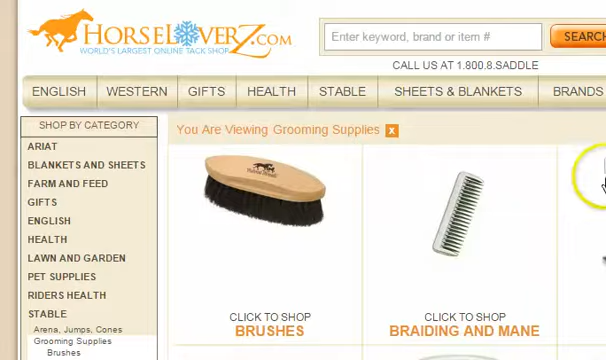 HORSELOVERZ.COM
WORLD'S LARGEST ONLINE TACK SHOP
Enter keyword, brand or item #
SEARCH
CALL US AT 1.800.8.SADDLE
ENGLISH WESTERN GIFTS HEALTH STABLE SHEETS & BLANKETS BRANDS
SHOP BY CATEGORY
You Are Viewing Grooming Supplies x
ARIAT
BLANKETS AND SHEETS
FARM AND FEED
GIFTS
ENGLISH
HEALTH
LAWN AND GARDEN
PET SUPPLIES
RIDERS HEALTH
STABLE
Arena, Jumps, Cones
Grooming Supplies
Brushes
CLICK TO SHOP
BRUSHES
CLICK TO SHOP
BRAIDING AND MANE